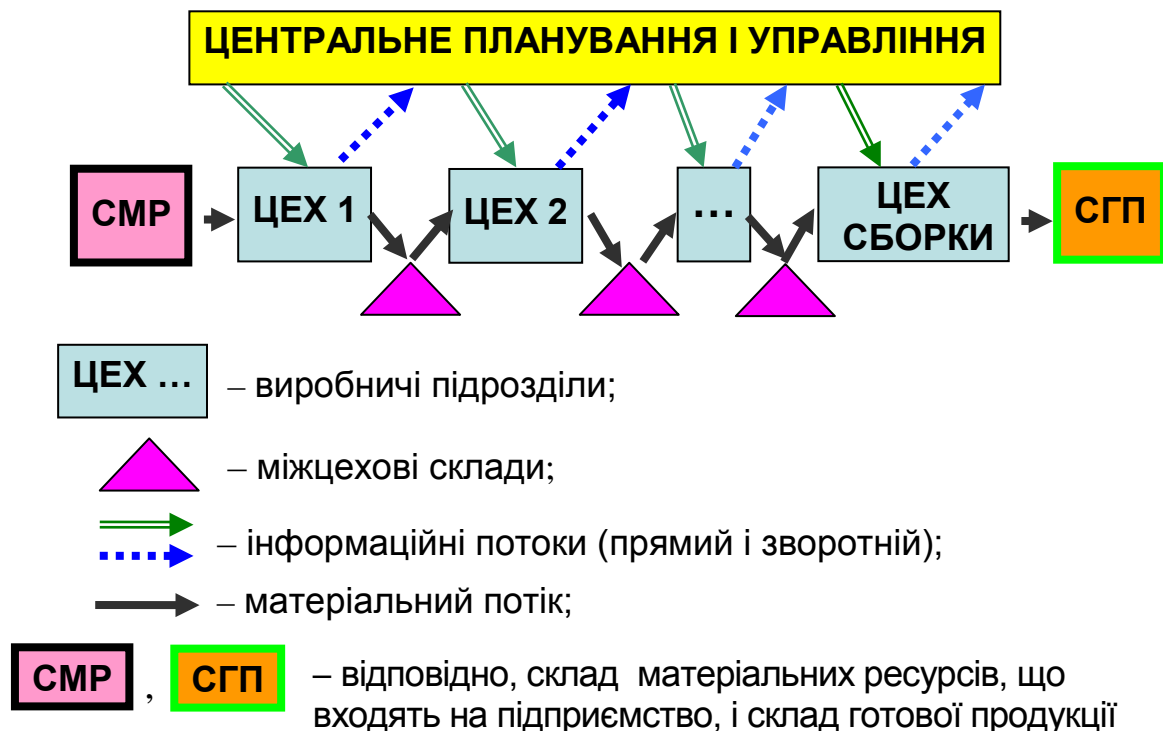 ЦЕНТРАЛЬНЕ ПЛАНУВАННЯ І УПРАВЛІННЯ
СМР
ЦЕХ 1
ЦЕХ 2
...
ЦЕХ
СБОРКИ
СГП
ЦЕХ ...
– виробничі підрозділи;
– міжцехові склади;
– інформаційні потоки (прямий і зворотній);
– матеріальний потік;
СМР , СГП – відповідно, склад матеріальних ресурсів, що
входять на підприємство, і склад готової продукції